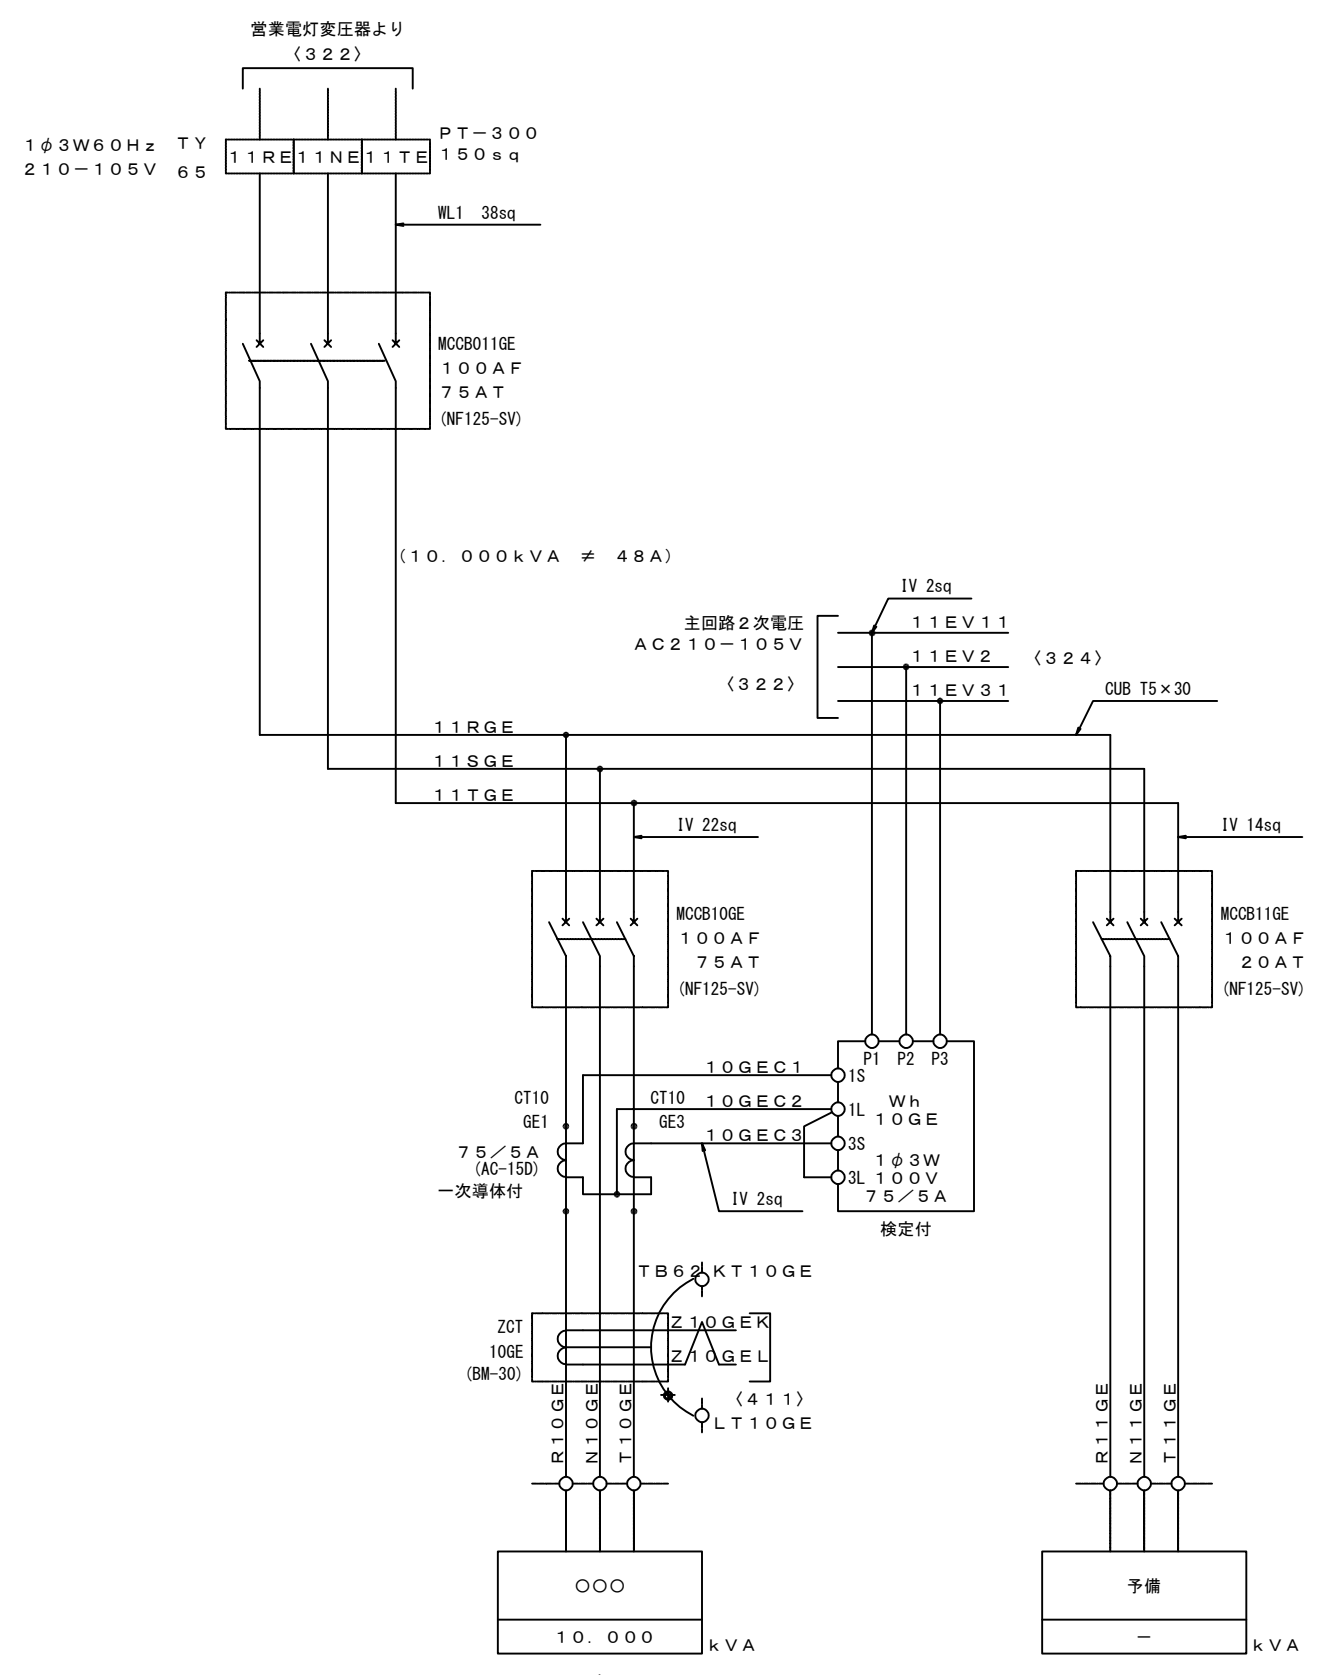 営業電灯変圧器より
〈322〉
1φ3W60Hz
210-105V
TY
65
11RE
11NE
11TE
PT-300
150sq
WL1 38sq
MCCB011GE
100AF
75AT
(NF125-SV)
(10.000kVA ≠ 48A)
IV 2sq
主回路2次電圧
AC210-105V
〈322〉
11EV11
11EV2
11EV31
〈324〉
CUB T5×30
11RGE
11SGE
11TGE
IV 22sq
IV 14sq
MCCB10GE
100AF
75AT
(NF125-SV)
MCCB11GE
100AF
20AT
(NF125-SV)
P1 P2 P3
10GEC1
1S
CT10
GE1
CT10
GE3
10GEC2
1L
Wh
10GE
10GEC3
3S
75/5A
(AC-15D)
一次導体付
1φ3W
100V
75/5A
3L
IV 2sq
検定付
TB62
KT10GE
ZCT
10GE
(BM-30)
Z10GEK
Z10GEL
〈411〉
LT10GE
R10GE
N10GE
T10GE
R11GE
N11GE
T11GE
○○○
10.000
kVA
予備
-
kVA